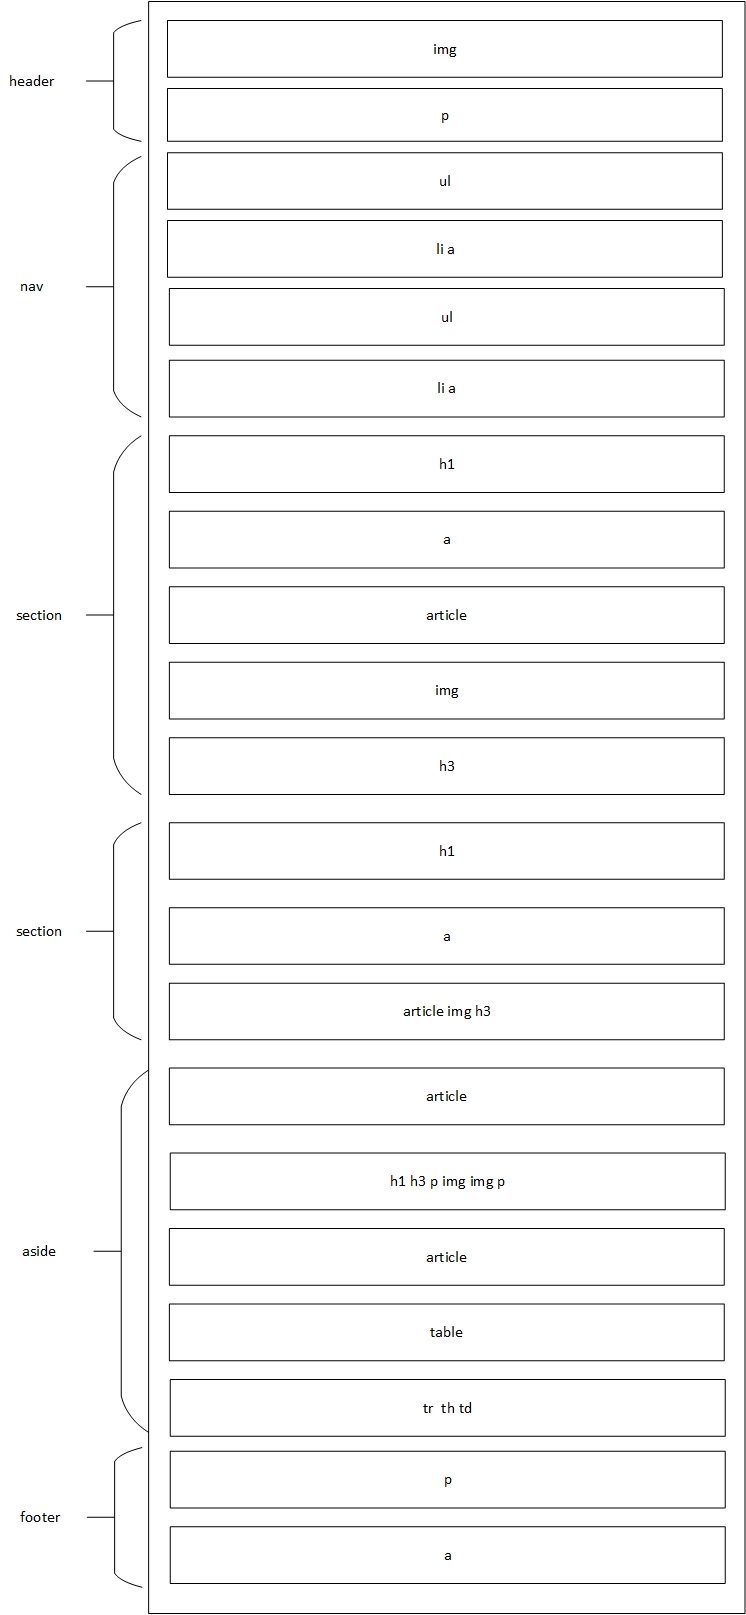 header
img
p
nav
ul
li a
ul
li a
section
h1
a
article
img
h3
section
h1
a
article img h3
aside
article
h1 h3 p img img p
article
table
tr  th td
footer
p
a